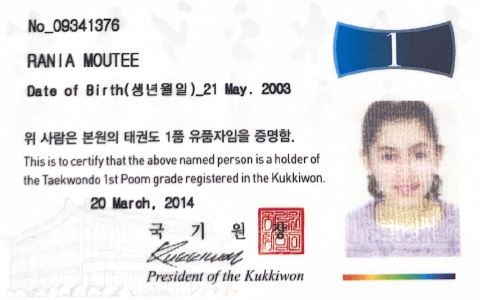 No_09341376
1
RANIA MOUTEE
Date of Birth(생년월일)_21 May. 2003
위 사람은 본원의 태권도 1품 유품자임을 증명함.
This is to certify that the above named person is a holder of
the Taekwondo 1st Poom grade registered in the Kukkiwon.
20 March, 2014
국 기 원 장
Kukkiwon
President of the Kukkiwon